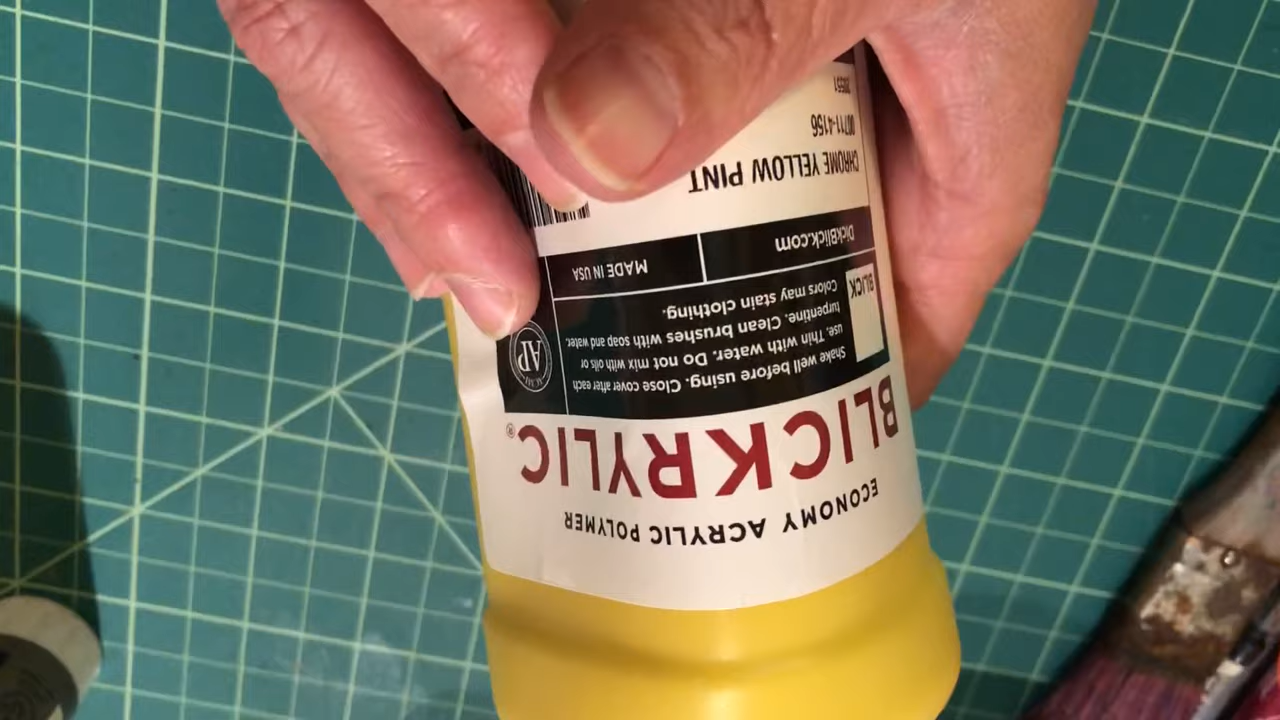 ECONOMY ACRYLIC POLYMER
BLICKRYLIC®
Shake well before using. Close cover after each
use. Thin with water. Do not mix with oils or
turpentine. Clean brushes with soap and water.
Colors may stain clothing.
BLICK
AP
DickBlick.com
MADE IN USA
CHROME YELLOW PINT
00711-4156